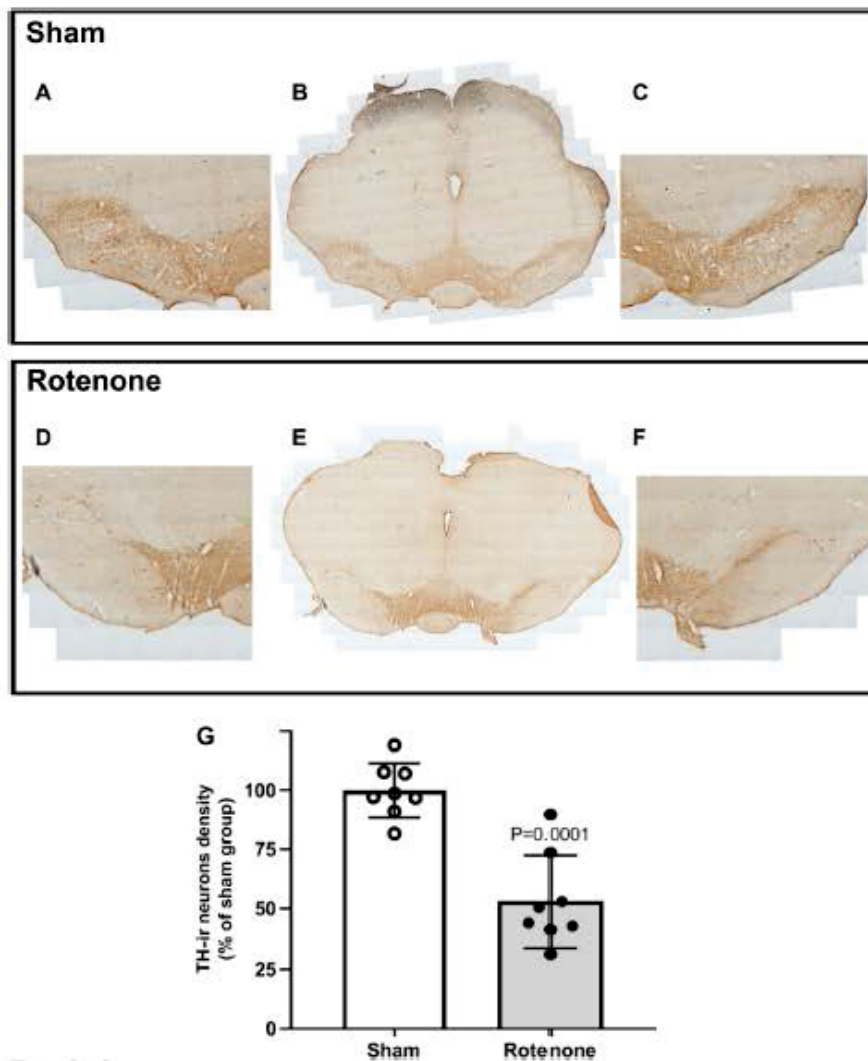 Sham
A
B
C
Rotenone
D
E
F
G
TH-ir neurons density
(% of sham group)
100
75
50
25
0
P=0.0001
Sham
Rotenone